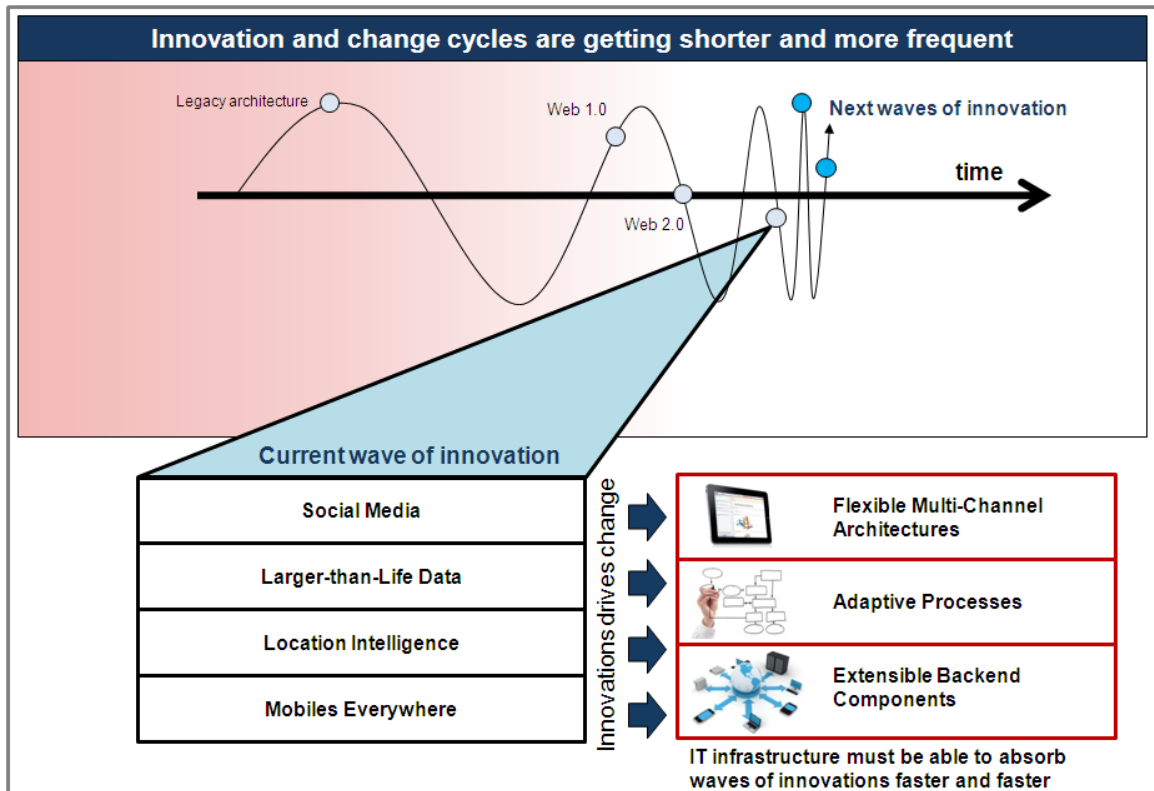 Innovation and change cycles are getting shorter and more frequent
Legacy architecture
Web 1.0
Next waves of innovation
time
Web 2.0
Current wave of innovation
Social Media
Larger-than-Life Data
Location Intelligence
Mobiles Everywhere
Innovations drives change
Flexible Multi-Channel
Architectures
Adaptive Processes
Extensible Backend
Components
IT infrastructure must be able to absorb
waves of innovations faster and faster